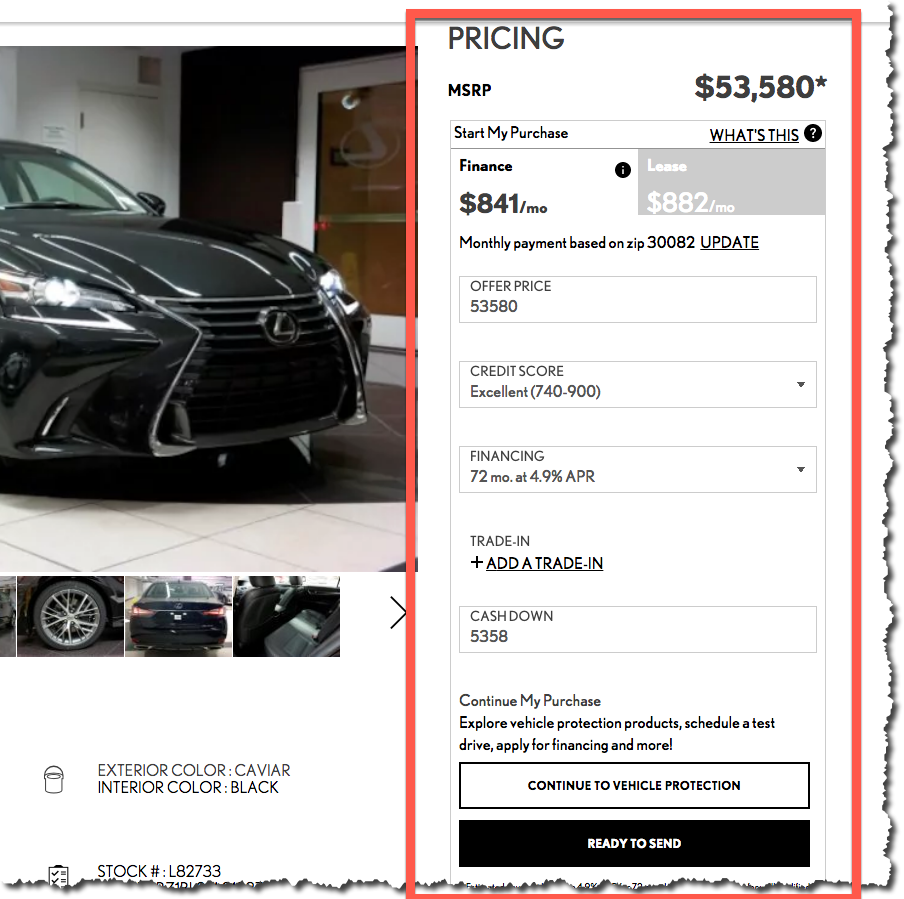 PRICING
MSRP
$53,580*
Start My Purchase
WHAT'S THIS ?
Finance
i
$841/mo
Lease
$882/mo
Monthly payment based on zip 30082 UPDATE
OFFER PRICE
53580
CREDIT SCORE
Excellent (740-900)
FINANCING
72 mo. at 4.9% APR
TRADE-IN
+ ADD A TRADE-IN
CASH DOWN
5358
Continue My Purchase
Explore vehicle protection products, schedule a test
drive, apply for financing and more!
CONTINUE TO VEHICLE PROTECTION
READY TO SEND
EXTERIOR COLOR : CAVIAR
INTERIOR COLOR : BLACK
STOCK # : L82733